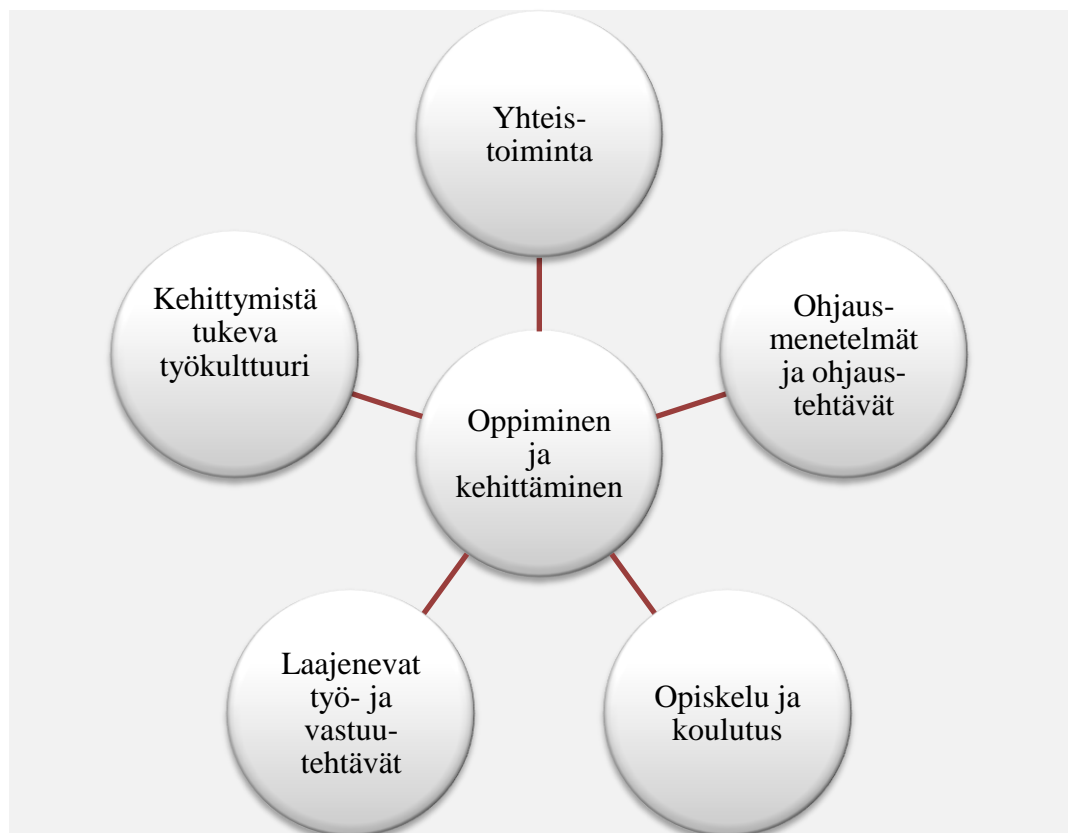 Yhteis-
toiminta
Kehittymistä
tukeva
työkulttuuri
Ohjaus-
menetelmät
ja ohjaus-
tehtävät
Oppiminen
ja
kehittäminen
Laajenevat
työ- ja
vastuu-
tehtävät
Opiskelu ja
koulutus